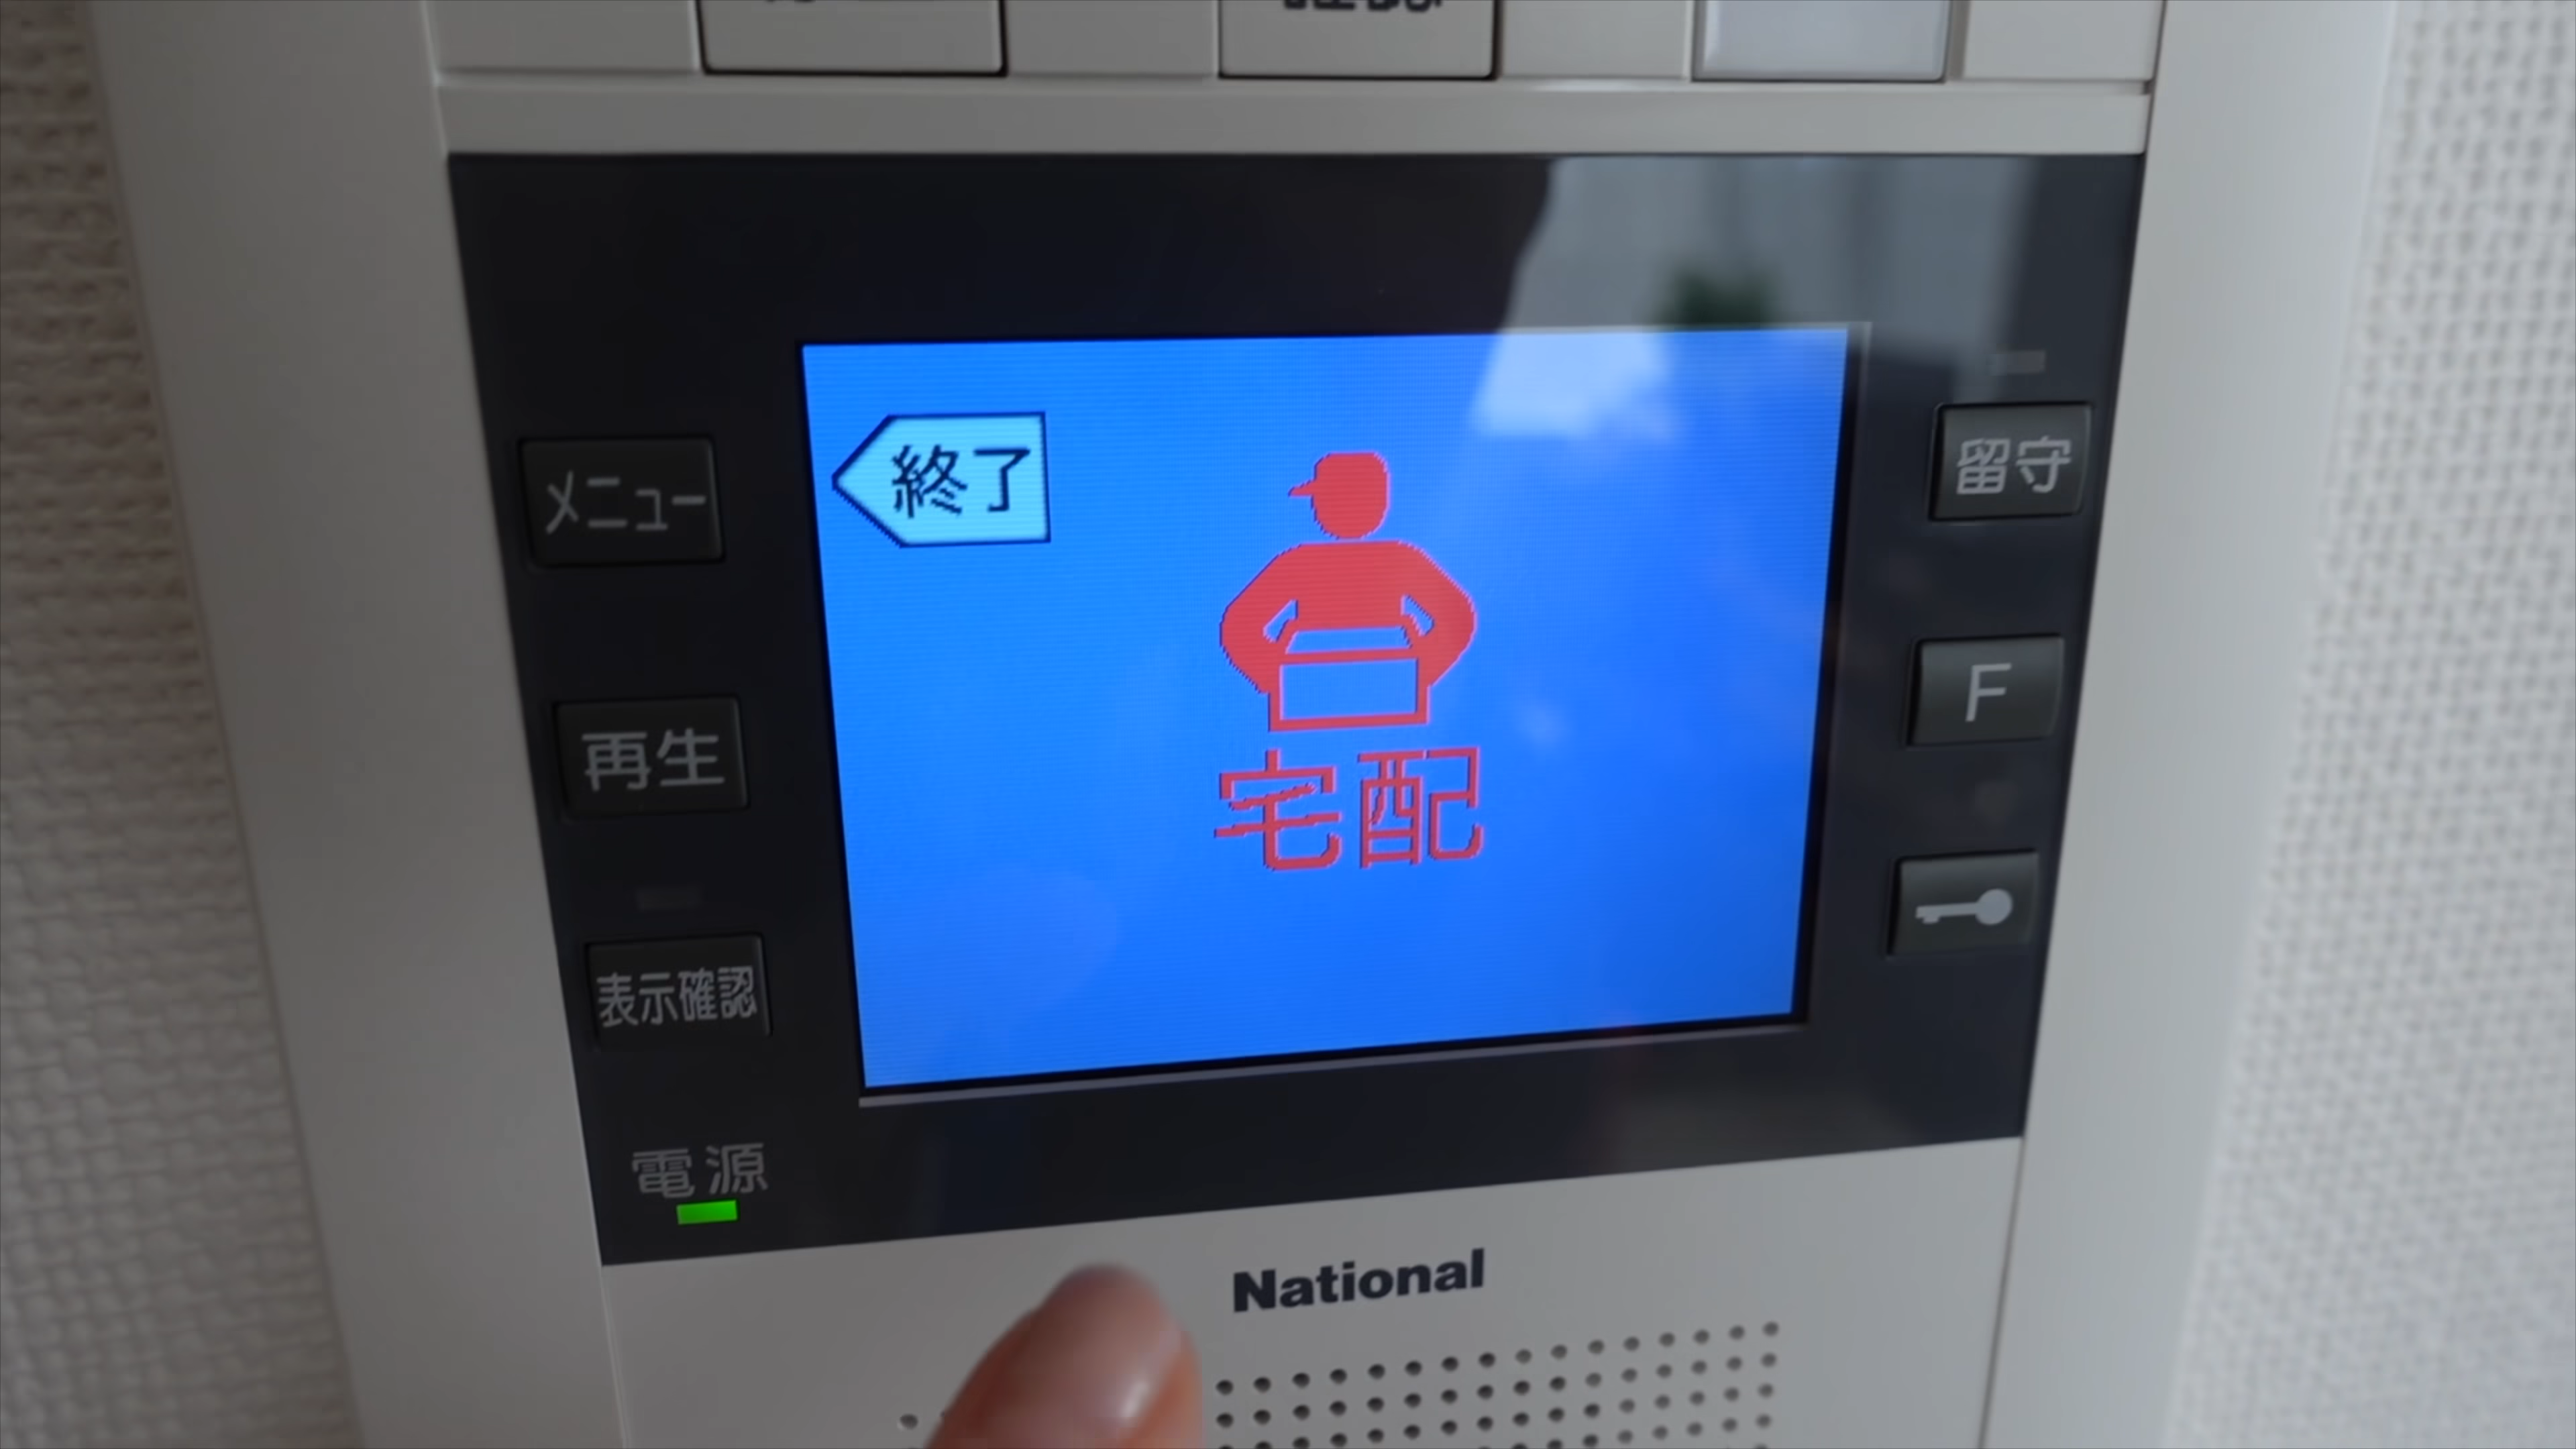 終了
メニュー
留守
F
再生
宅配
表示確認
電源
National